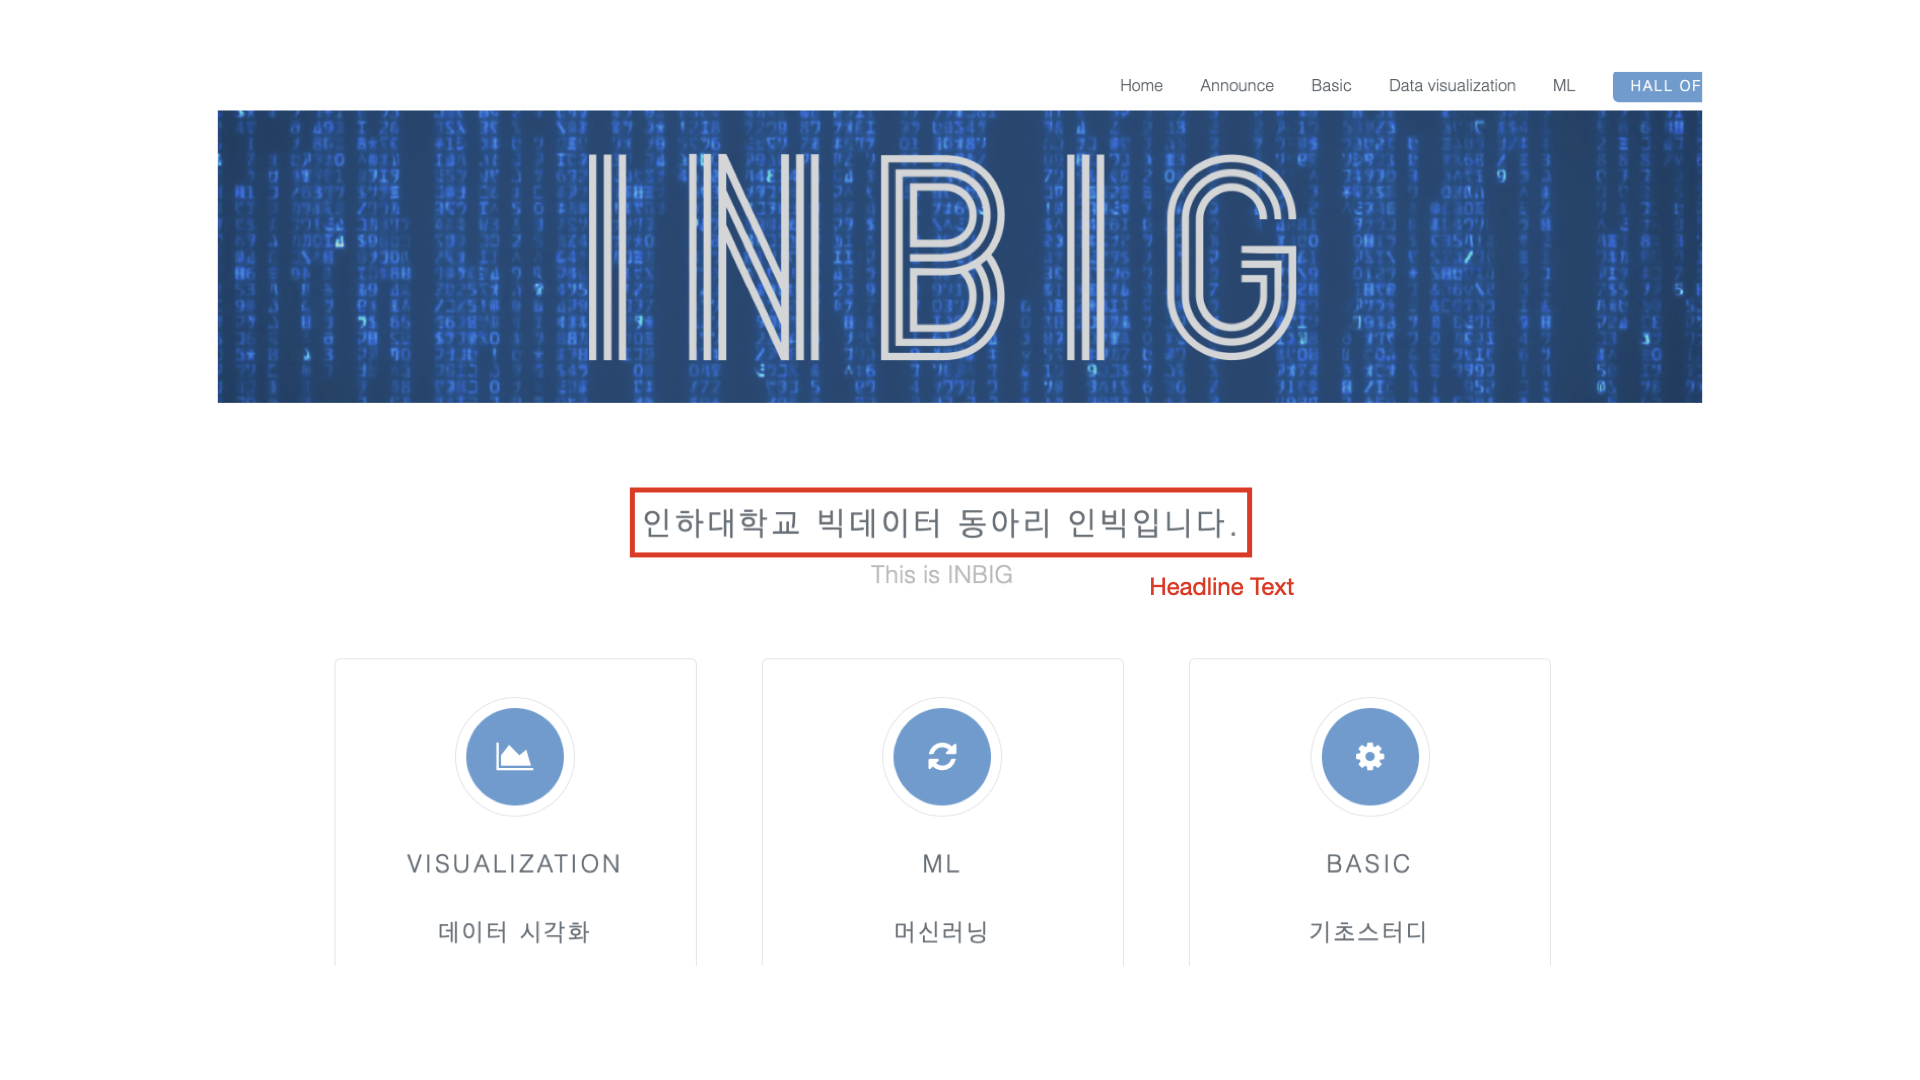 Home Announce Basic Data visualization ML HALL OF
INBIG
인하대학교 빅데이터 동아리 인빅입니다.
This is INBIG
Headline Text
VISUALIZATION ML BASIC
데이터 시각화 머신러닝 기초스터디